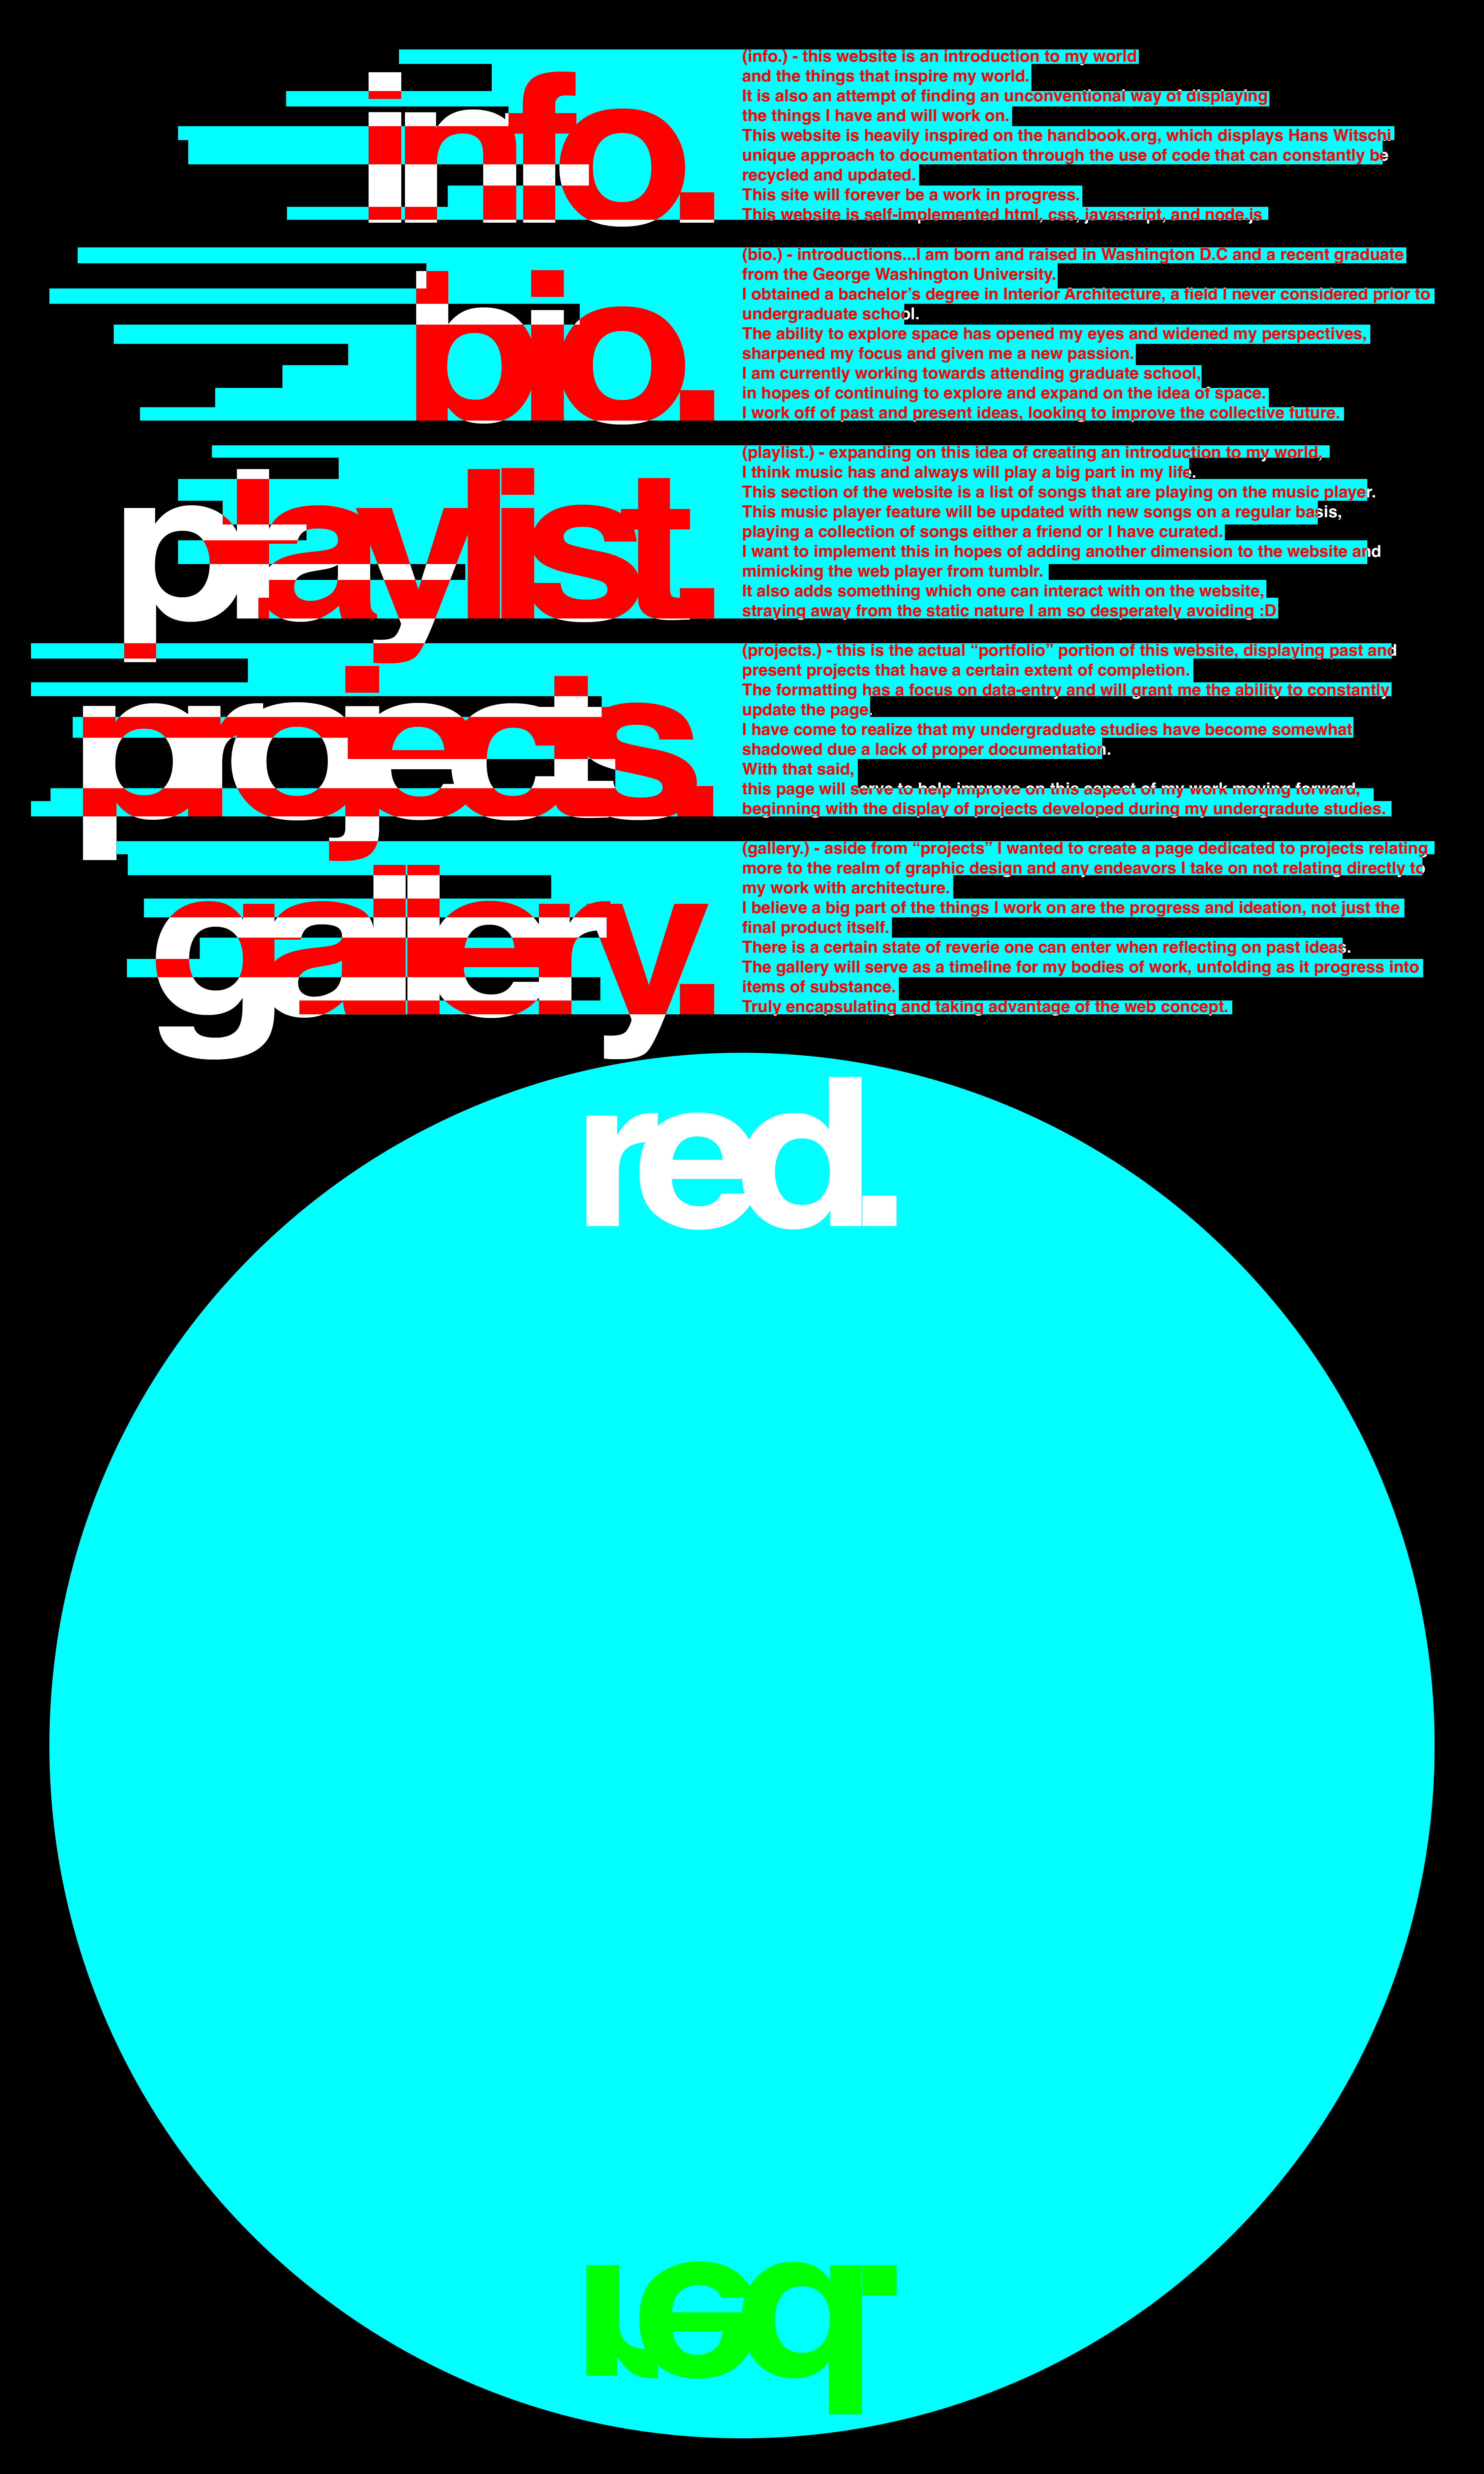 info.
(info.) - this website is an introduction to my world
and the things that inspire my world.
It is also an attempt of finding an unconventional way of displaying
the things I have and will work on.
This website is heavily inspired on the handbook.org, which displays Hans Witschi
unique approach to documentation through the use of code that can constantly be
recycled and updated.
This site will forever be a work in progress.
This website is self-implemented html, css, javascript, and node.js
bio.
(bio.) - introductions...I am born and raised in Washington D.C and a recent graduate
from the George Washington University.
I obtained a bachelor’s degree in Interior Architecture, a field I never considered prior to
undergraduate school.
The ability to explore space has opened my eyes and widened my perspectives,
sharpened my focus and given me a new passion.
I am currently working towards attending graduate school,
in hopes of continuing to explore and expand on the idea of space.
I work off of past and present ideas, looking to improve the collective future.
playlist.
(playlist.) - expanding on this idea of creating an introduction to my world,
I think music has and always will play a big part in my life.
This section of the website is a list of songs that are playing on the music player.
This music player feature will be updated with new songs on a regular basis,
playing a collection of songs either a friend or I have curated.
I want to implement this in hopes of adding another dimension to the website and
mimicking the web player from tumblr.
It also adds something which one can interact with on the website,
straying away from the static nature I am so desperately avoiding :D
projects.
(projects.) - this is the actual “portfolio” portion of this website, displaying past and
present projects that have a certain extent of completion.
The formatting has a focus on data-entry and will grant me the ability to constantly
update the page.
I have come to realize that my undergraduate studies have become somewhat
shadowed due a lack of proper documentation.
With that said,
this page will serve to help improve on this aspect of my work moving forward,
beginning with the display of projects developed during my undergradute studies.
gallery.
(gallery.) - aside from “projects” I wanted to create a page dedicated to projects relating
more to the realm of graphic design and any endeavors I take on not relating directly to
my work with architecture.
I believe a big part of the things I work on are the progress and ideation, not just the
final product itself.
There is a certain state of reverie one can enter when reflecting on past ideas.
The gallery will serve as a timeline for my bodies of work, unfolding as it progress into
items of substance.
Truly encapsulating and taking advantage of the web concept.
red.
red.